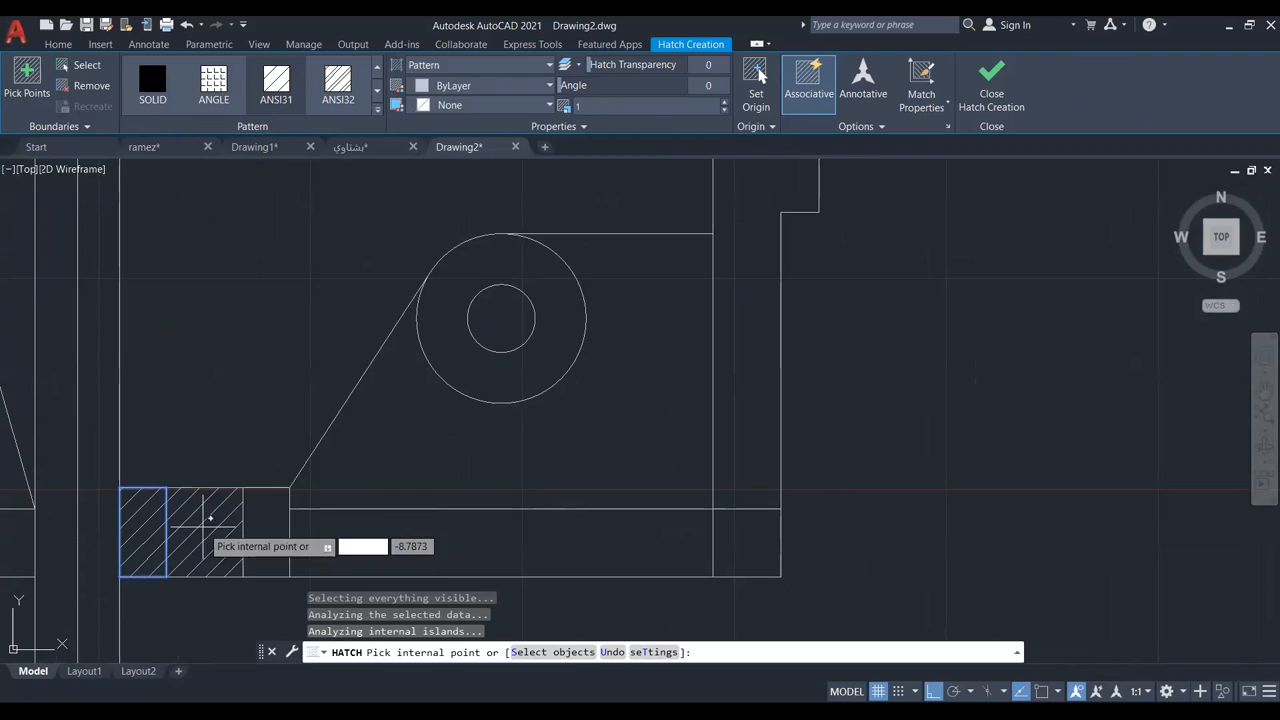 Autodesk AutoCAD 2021 Drawing2.dwg
Type a keyword or phrase
Sign In
Home Insert Annotate Parametric View Manage Output Add-ins Collaborate Express Tools Featured Apps Hatch Creation
Pick Points
Select
Remove
Recreate
Boundaries
SOLID
ANGLE
ANSI31
ANSI32
Pattern
Pattern
ByLayer
None
Hatch Transparency 0
Angle 0
1
Properties
Set
Origin
Origin
Associative
Annotative
Match
Properties
Options
Close
Hatch Creation
Close
Start
ramez*
Drawing1*
بشتاوي*
Drawing2*
[−][Top][2D Wireframe]
N
W TOP E
S
WCS
Pick internal point or
-8.7873
Y
X
Selecting everything visible...
Analyzing the selected data...
Analyzing internal islands...
HATCH Pick internal point or [Select objects Undo seTtings]:
Model Layout1 Layout2 +
MODEL
1:1